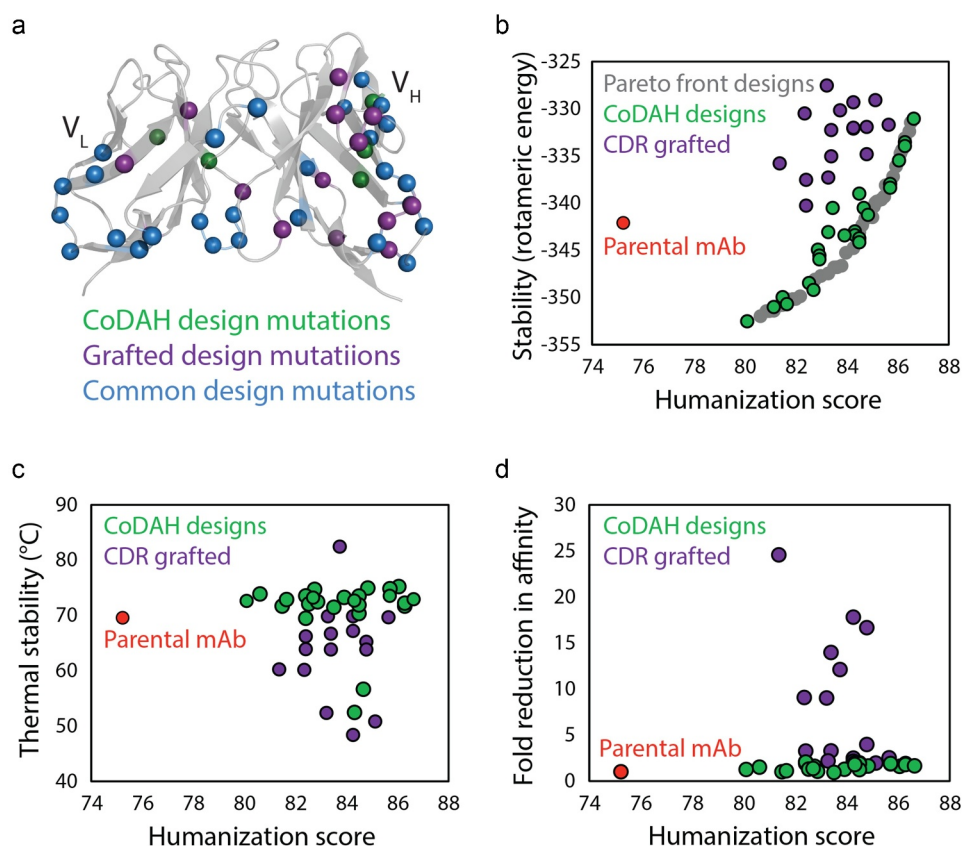 a
V_L
V_H
CoDAH design mutations
Grafted design mutatiions
Common design mutations
b
Stability (rotameric energy)
-325
-330
-335
-340
-345
-350
-355
Pareto front designs
CoDAH designs
CDR grafted
Parental mAb
74 76 78 80 82 84 86 88
Humanization score
c
Thermal stability (°C)
90
80
70
60
50
40
CoDAH designs
CDR grafted
Parental mAb
74 76 78 80 82 84 86 88
Humanization score
d
Fold reduction in affinity
30
25
20
15
10
5
0
CoDAH designs
CDR grafted
Parental mAb
74 76 78 80 82 84 86 88
Humanization score